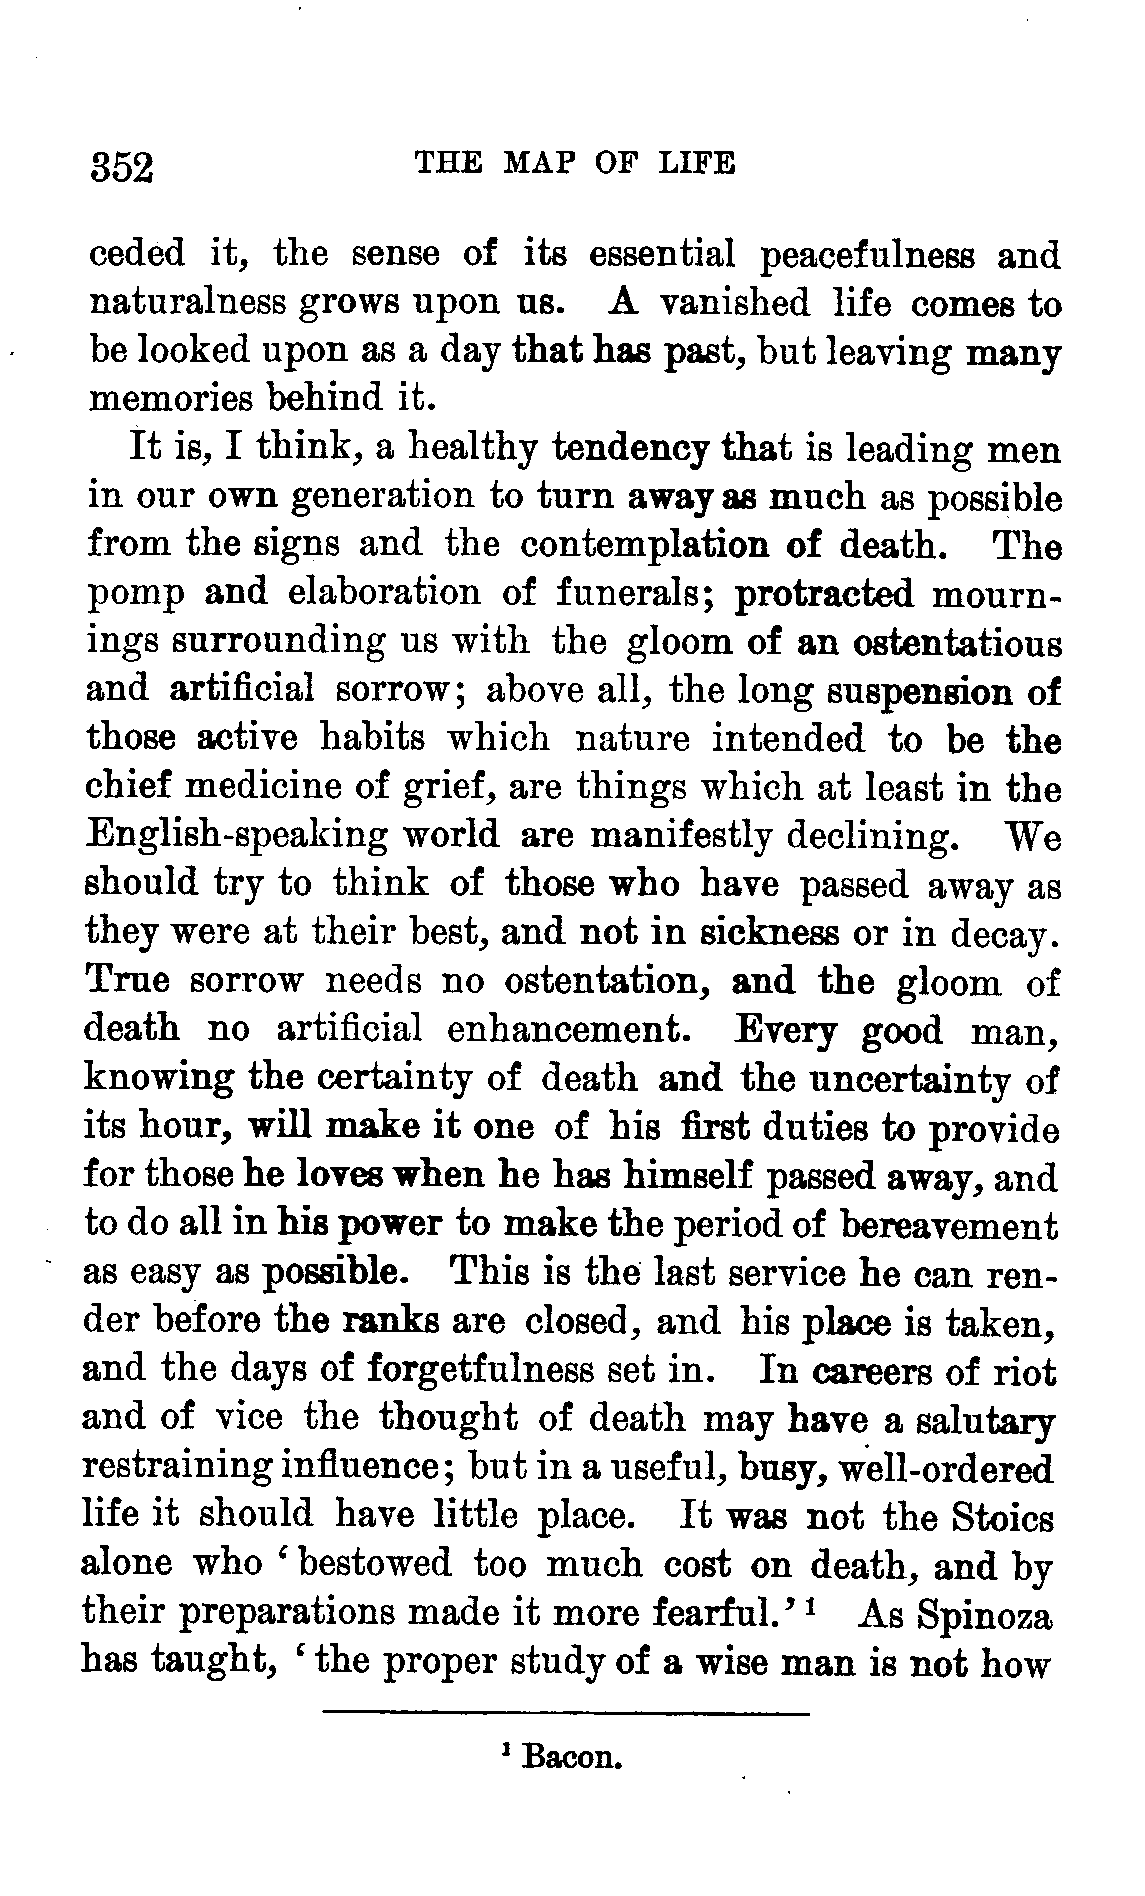 352 THE MAP OF LIFE
ceded it, the sense of its essential peacefulness and
naturalness grows upon us. A vanished life comes to
be looked upon as a day that has past, but leaving many
memories behind it.
It is, I think, a healthy tendency that is leading men
in our own generation to turn away as much as possible
from the signs and the contemplation of death. The
pomp and elaboration of funerals; protracted mourn-
ings surrounding us with the gloom of an ostentatious
and artificial sorrow; above all, the long suspension of
those active habits which nature intended to be the
chief medicine of grief, are things which at least in the
English-speaking world are manifestly declining. We
should try to think of those who have passed away as
they were at their best, and not in sickness or in decay.
True sorrow needs no ostentation, and the gloom of
death no artificial enhancement. Every good man,
knowing the certainty of death and the uncertainty of
its hour, will make it one of his first duties to provide
for those he loves when he has himself passed away, and
to do all in his power to make the period of bereavement
as easy as possible. This is the last service he can ren-
der before the ranks are closed, and his place is taken,
and the days of forgetfulness set in. In careers of riot
and of vice the thought of death may have a salutary
restraining influence; but in a useful, busy, well-ordered
life it should have little place. It was not the Stoics
alone who ‘bestowed too much cost on death, and by
their preparations made it more fearful.’¹ As Spinoza
has taught, ‘the proper study of a wise man is not how
¹ Bacon.